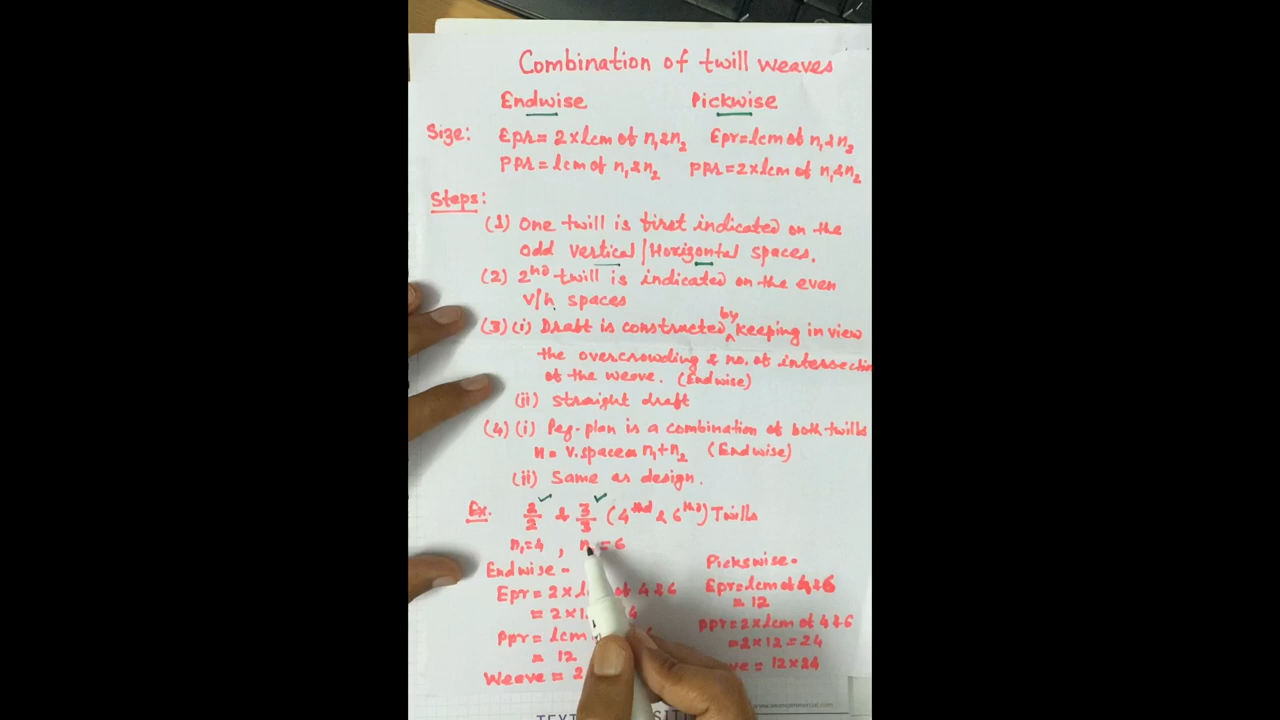 Combination of twill weaves
Endwise Pickwise
Size: Epr = 2 x lcm of n1 & n2 Epr = lcm of n1 & n2
PPr = lcm of n1 & n2 PPr = 2 x lcm of n1 & n2
Steps:
(1) One twill is first indicated on the
odd vertical / Horizontal spaces.
(2) 2nd twill is indicated on the even
v/h spaces
(3) (i) Draft is constructed by keeping in view
the overcrowding & no. of intersection
of the weave. (Endwise)
(ii) straight draft
(4) (i) Peg-plan is a combination of both twills
V. spaces n1+n2 (Endwise)
(ii) Same as design.
Ex. 2/2 & 3/3 (4 & 6) Twills
n1 = 4, = 6
Endwise - Pickswise -
Epr = 2 x of 4 & 6 Epr = lcm of 4 & 6
= 2 x = 12
Ppr = lcm PPr = 2 x lcm of 4 & 6
= 12 = 2 x 12 = 24
Weave = = 12 x 24